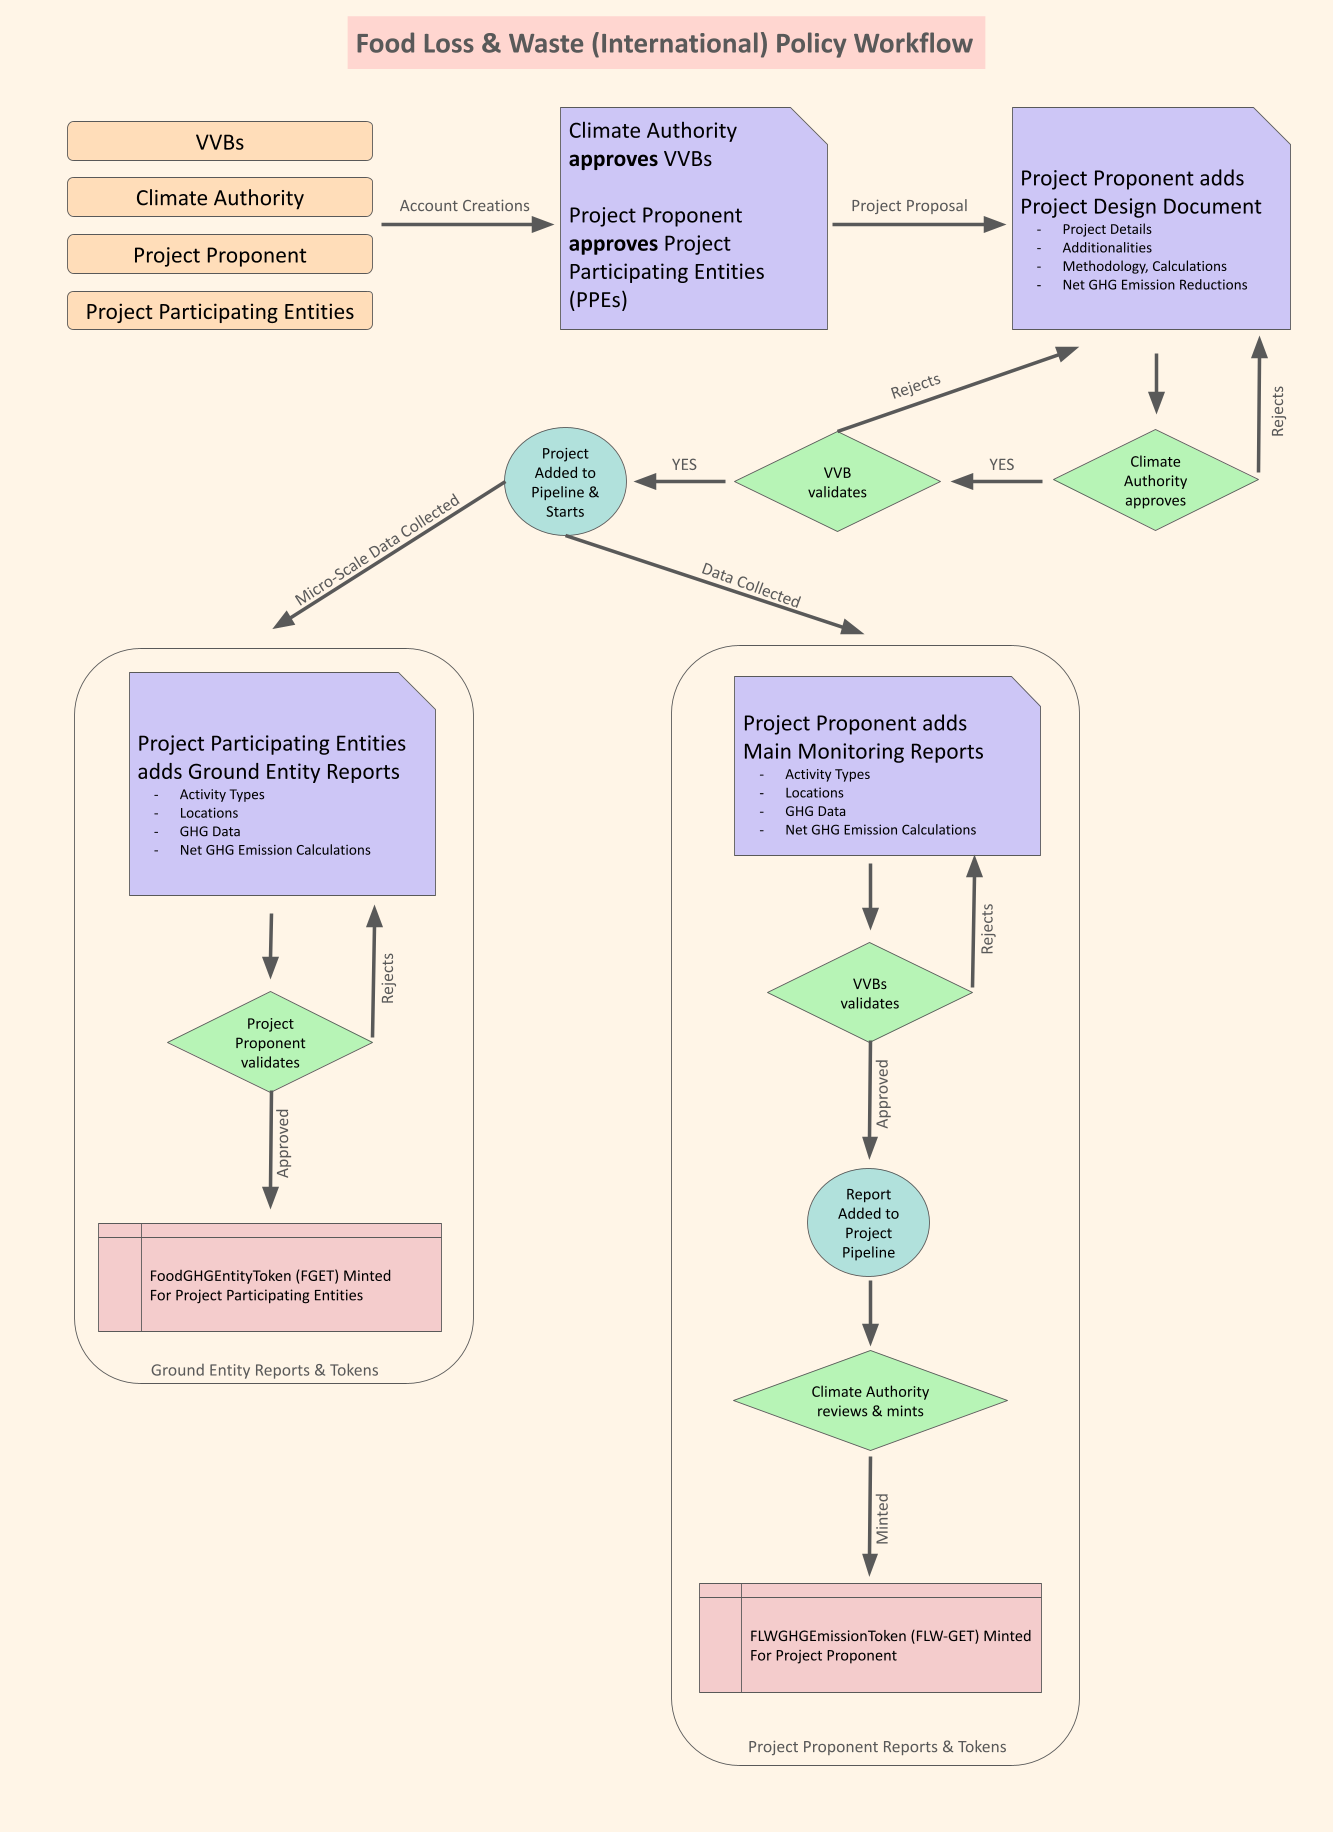 Food Loss & Waste (International) Policy Workflow
VVBs
Climate Authority
Project Proponent
Project Participating Entities
Account Creations
Climate Authority
approves VVBs
Project Proponent
approves Project
Participating Entities
(PPEs)
Project Proposal
Project Proponent adds
Project Design Document
- Project Details
- Additionalities
- Methodology, Calculations
- Net GHG Emission Reductions
Rejects
Climate
Authority
approves
YES
VVB
validates
Rejects
YES
Project
Added to
Pipeline &
Starts
Micro-Scale Data Collected
Data Collected
Project Participating Entities
adds Ground Entity Reports
- Activity Types
- Locations
- GHG Data
- Net GHG Emission Calculations
Rejects
Project
Proponent
validates
Approved
FoodGHGEntityToken (FGET) Minted
For Project Participating Entities
Ground Entity Reports & Tokens
Project Proponent adds
Main Monitoring Reports
- Activity Types
- Locations
- GHG Data
- Net GHG Emission Calculations
Rejects
VVBs
validates
Approved
Report
Added to
Project
Pipeline
Climate Authority
reviews & mints
Minted
FLWGHGEmissionToken (FLW-GET) Minted
For Project Proponent
Project Proponent Reports & Tokens